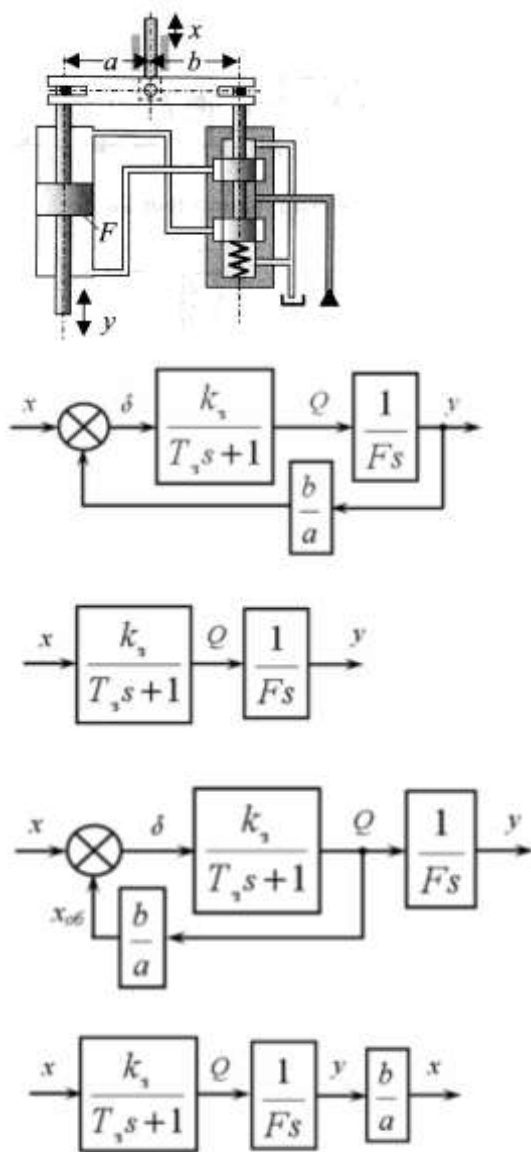 x
a b
F
y
x δ kз Q 1 y
Tзs+1 Fs
b
a
x kз Q 1 y
Tзs+1 Fs
x δ kз Q 1 y
Tзs+1 Fs
xоб b
a
x kз Q 1 y b x
Tзs+1 Fs a